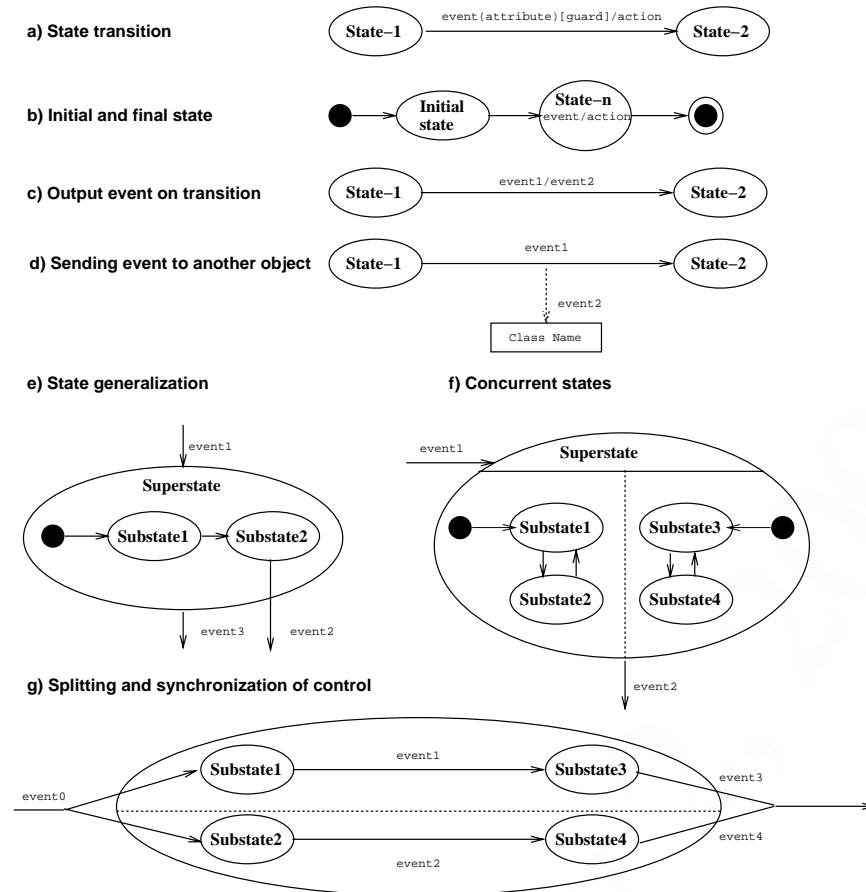 a) State transition
State−1
event(attribute)[guard]/action
State−2
b) Initial and final state
Initial
state
State−n
event/action
c) Output event on transition
State−1
event1/event2
State−2
d) Sending event to another object
State−1
event1
State−2
event2
Class Name
e) State generalization
event1
Superstate
Substate1
Substate2
event3
event2
f) Concurrent states
event1
Superstate
Substate1
Substate3
Substate2
Substate4
event2
g) Splitting and synchronization of control
event0
Substate1
event1
Substate3
event3
Substate2
event2
Substate4
event4